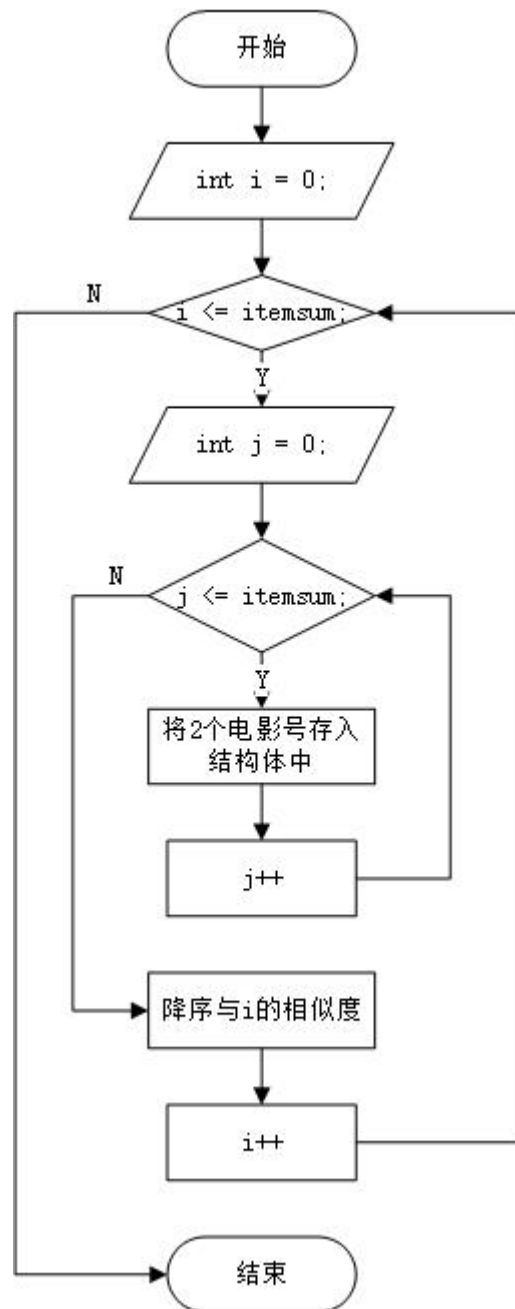 开始
int i = 0;
N
i <= itemsum;
Y
int j = 0;
N
j <= itemsum;
Y
将2个电影号存入
结构体中
j++
降序与i的相似度
i++
结束